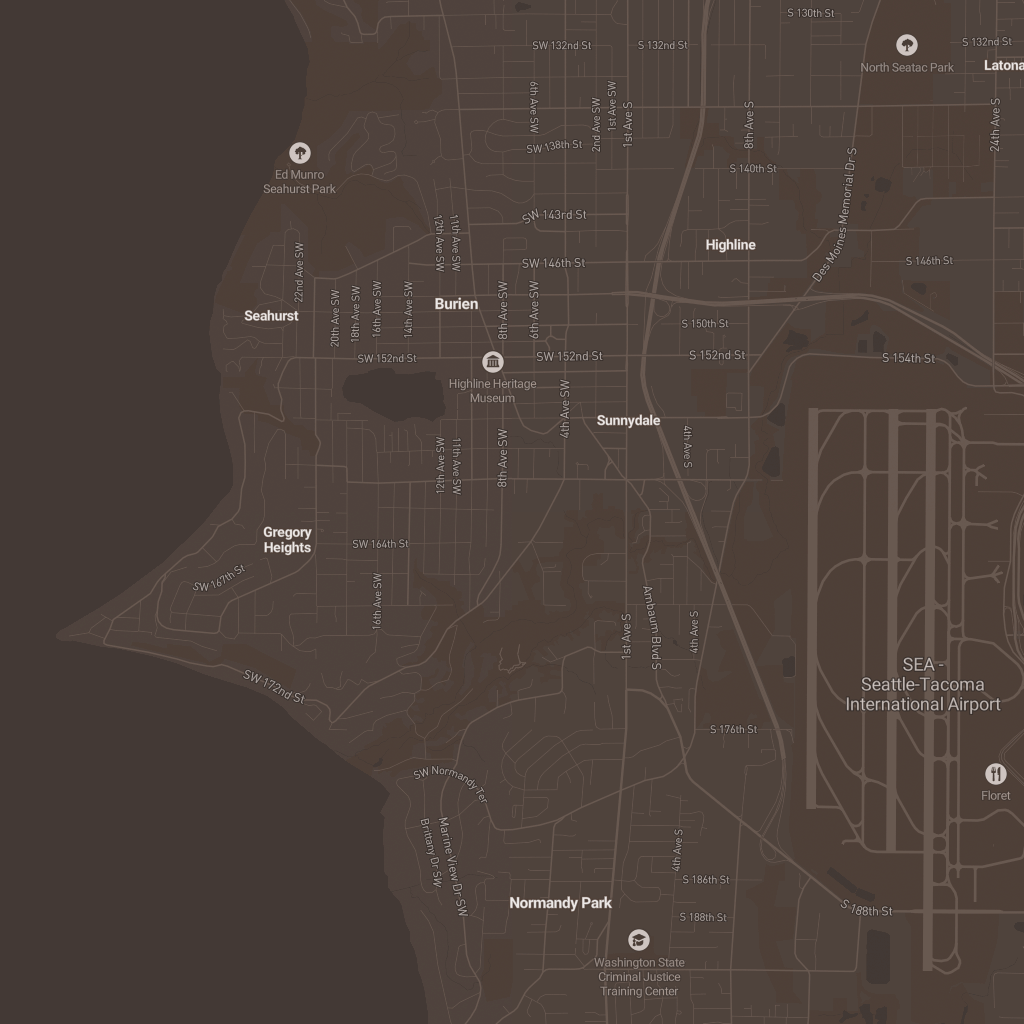 S 130th St
SW 132nd St
S 132nd St
S 132nd St
North Seatac Park
Latona
6th Ave SW
2nd Ave SW
1st Ave SW
1st Ave S
8th Ave S
24th Ave S
SW 138th St
S 140th St
Ed Munro
Seahurst Park
Des Moines Memorial Dr S
SW 143rd St
12th Ave SW
11th Ave SW
Highline
22nd Ave SW
SW 146th St
S 146th St
Burien
Seahurst
20th Ave SW
18th Ave SW
16th Ave SW
14th Ave SW
8th Ave SW
6th Ave SW
S 150th St
SW 152nd St
SW 152nd St
S 152nd St
S 154th St
Highline Heritage
Museum
4th Ave SW
Sunnydale
12th Ave SW
11th Ave SW
8th Ave SW
4th Ave S
Gregory
Heights
SW 164th St
SW 167th St
16th Ave SW
1st Ave S
Ambaum Blvd S
4th Ave S
SW 172nd St
SEA -
Seattle-Tacoma
International Airport
S 176th St
SW Normandy Ter
Floret
Brittany Dr SW
Marine View Dr SW
4th Ave S
S 186th St
Normandy Park
S 188th St
S 188th St
Washington State
Criminal Justice
Training Center